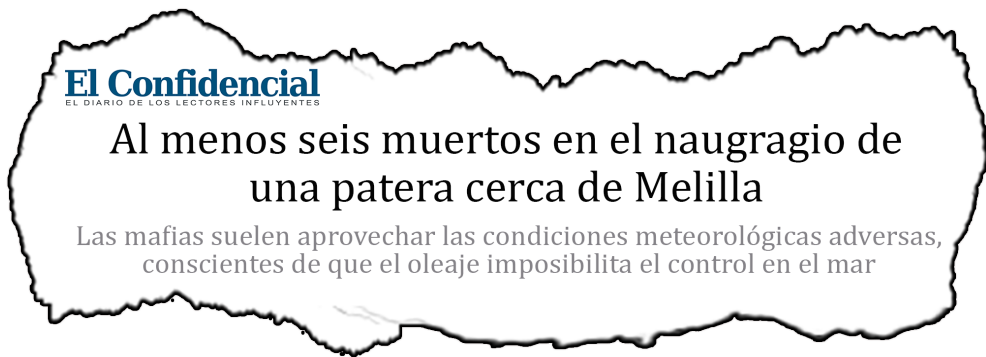 El Confidencial
EL DIARIO DE LOS LECTORES INFLUYENTES
Al menos seis muertos en el naugragio de
una patera cerca de Melilla
Las mafias suelen aprovechar las condiciones meteorológicas adversas,
conscientes de que el oleaje imposibilita el control en el mar